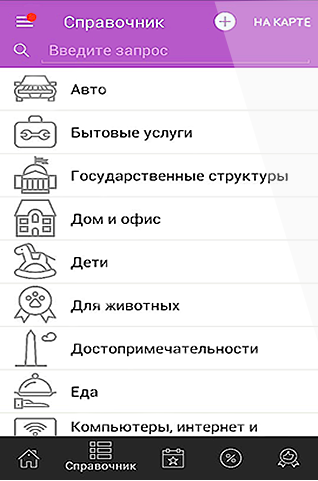 Справочник
НА КАРТЕ
Введите запрос
Авто
Бытовые услуги
Государственные структуры
Дом и офис
Дети
Для животных
Достопримечательности
Еда
Компьютеры, интернет и
Справочник